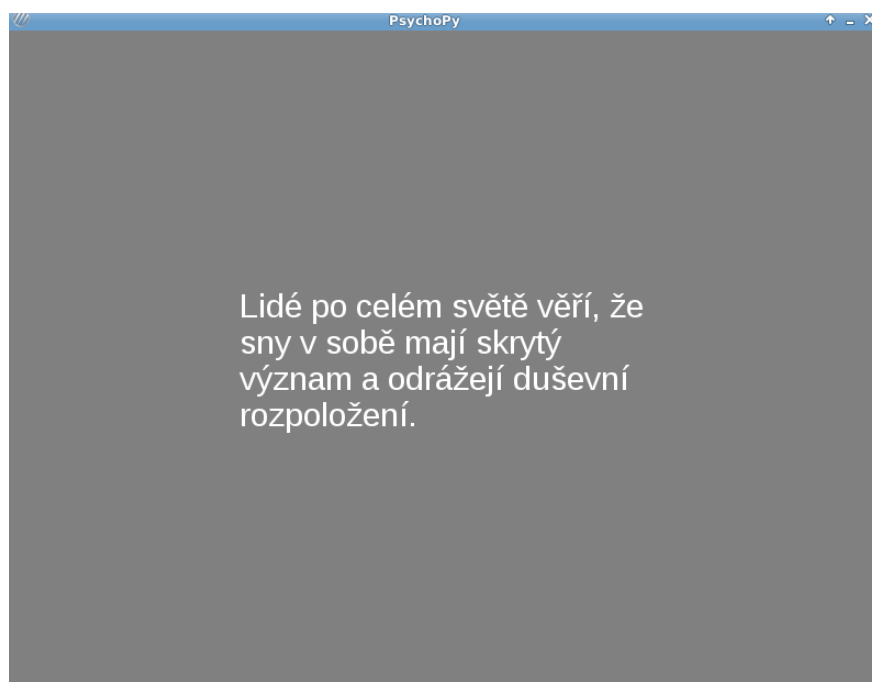 PsychoPy
Lidé po celém světě věří, že
sny v sobě mají skrytý
význam a odrážejí duševní
rozpoložení.